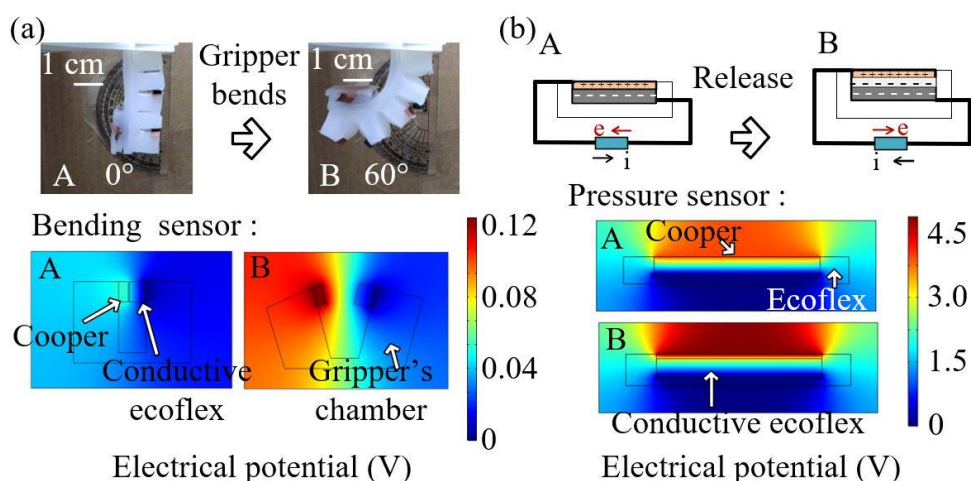 (a)
1 cm
Gripper
bends
1 cm
A 0°
B 60°
Bending sensor :
A
Cooper
Conductive
ecoflex
B
Gripper's
chamber
0.12
0.08
0.04
0
Electrical potential (V)
(b)
A
+ + + + + + + + +
e
i
Release
B
+ + + + + + + + +
e
i
Pressure sensor :
A
Cooper
Ecoflex
B
Conductive ecoflex
4.5
3.0
1.5
0
Electrical potential (V)